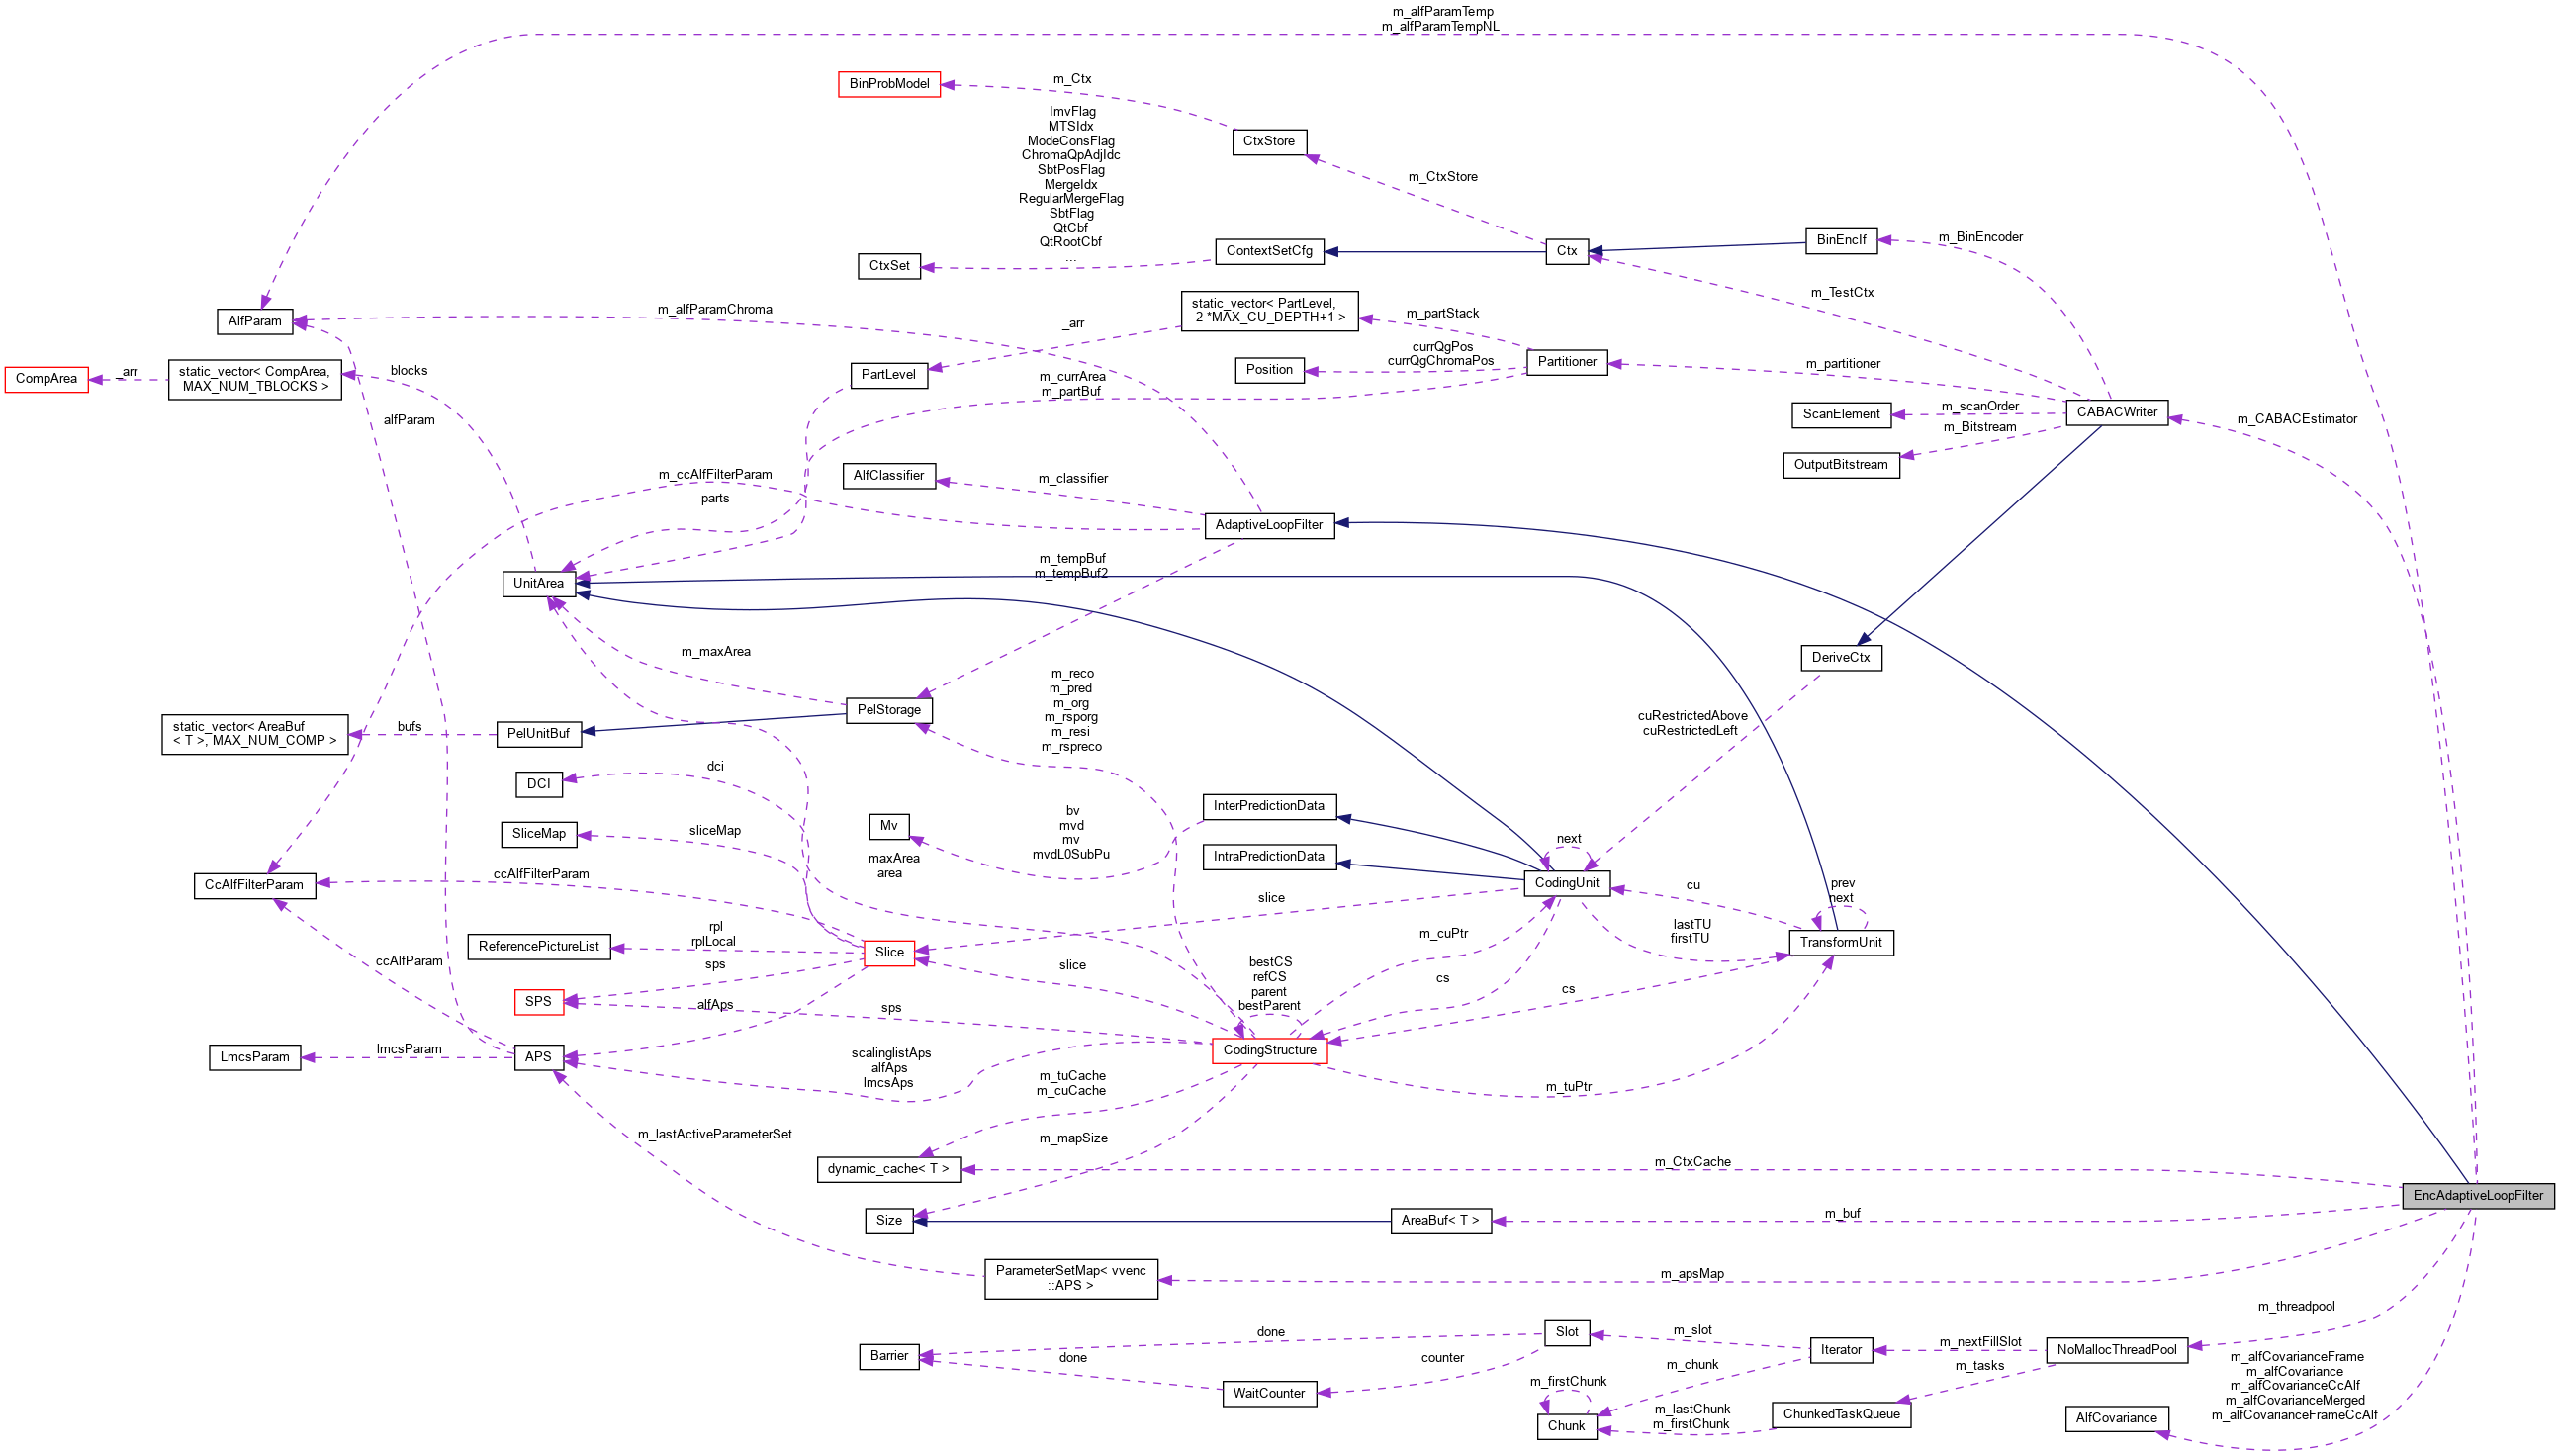 m_alfParamTemp
m_alfParamTempNL
BinProbModel
m_Ctx
ImvFlag
MTSIdx
ModeConsFlag
ChromaQpAdjIdc
SbtPosFlag
MergeIdx
RegularMergeFlag
SbtFlag
QtCbf
QtRootCbf
...
CtxStore
m_CtxStore
CtxSet
ContextSetCfg
Ctx
BinEncIf
m_BinEncoder
m_TestCtx
AlfParam
m_alfParamChroma
_arr
static_vector< PartLevel,
2 *MAX_CU_DEPTH+1 >
m_partStack
currQgPos
currQgChromaPos
Position
Partitioner
m_partitioner
CompArea
_arr
static_vector< CompArea,
MAX_NUM_TBLOCKS >
blocks
alfParam
PartLevel
m_currArea
m_partBuf
ScanElement
m_scanOrder
m_Bitstream
CABACWriter
m_CABACEstimator
OutputBitstream
m_ccAlfFilterParam
parts
AlfClassifier
m_classifier
AdaptiveLoopFilter
UnitArea
m_tempBuf
m_tempBuf2
m_maxArea
DeriveCtx
cuRestrictedAbove
cuRestrictedLeft
static_vector< AreaBuf
< T >, MAX_NUM_COMP >
bufs
PelUnitBuf
PelStorage
m_reco
m_pred
m_org
m_rsporg
m_resi
m_rspreco
DCI
dci
SliceMap
sliceMap
Mv
bv
mvd
mv
mvdL0SubPu
InterPredictionData
IntraPredictionData
_maxArea
area
CcAlfFilterParam
ccAlfFilterParam
next
CodingUnit
cu
prev
next
TransformUnit
slice
lastTU
firstTU
ReferencePictureList
rpl
rplLocal
Slice
sps
SPS
alfAps
ccAlfParam
slice
sps
bestCS
refCS
parent
bestParent
m_cuPtr
cs
cs
CodingStructure
m_tuPtr
LmcsParam
lmcsParam
APS
scalinglistAps
alfAps
lmcsAps
m_tuCache
m_cuCache
m_mapSize
m_lastActiveParameterSet
dynamic_cache< T >
m_CtxCache
EncAdaptiveLoopFilter
Size
AreaBuf< T >
m_buf
ParameterSetMap< vvenc
::APS >
m_apsMap
m_threadpool
Barrier
done
done
Slot
counter
WaitCounter
m_slot
m_chunk
Iterator
m_nextFillSlot
m_tasks
NoMallocThreadPool
m_firstChunk
Chunk
m_lastChunk
m_firstChunk
ChunkedTaskQueue
AlfCovariance
m_alfCovarianceFrame
m_alfCovariance
m_alfCovarianceCcAlf
m_alfCovarianceMerged
m_alfCovarianceFrameCcAlf